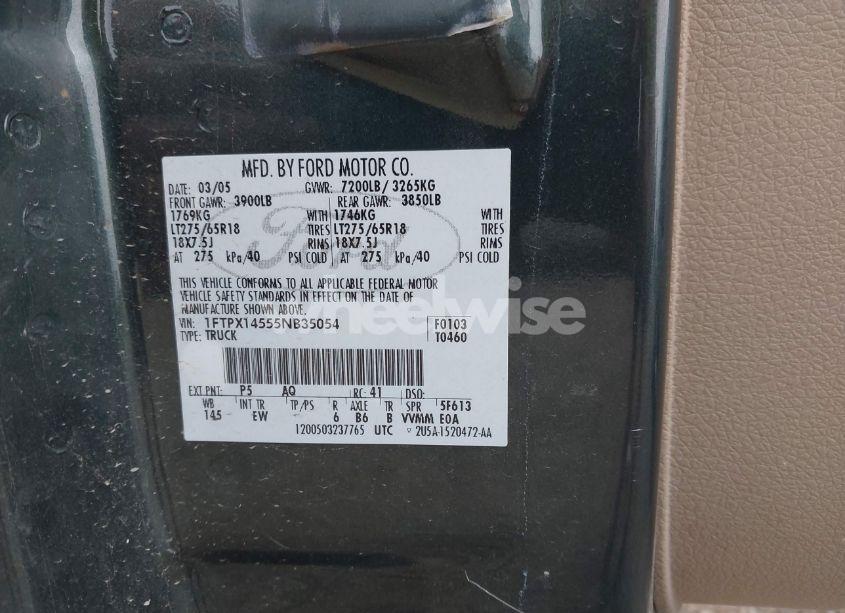 MFD. BY FORD MOTOR CO.
DATE: 03/05 GVWR: 7200LB/ 3265KG
FRONT GAWR: 3900LB REAR GAWR: 3850LB
1769KG WITH 1746KG WITH
LT275/65R18 TIRES LT275/65R18 TIRES
18X7.5J RIMS 18X7.5J RIMS
AT 275 kPa/40 PSI COLD AT 275 kPa/40 PSI COLD
Ford
THIS VEHICLE CONFORMS TO ALL APPLICABLE FEDERAL MOTOR
VEHICLE SAFETY STANDARDS IN EFFECT ON THE DATE OF
MANUFACTURE SHOWN ABOVE.
VIN: 1FTPX14555NB35054 F0103
TYPE: TRUCK T0460
wheelwise
EXT PNT: P5 AQ RC: 41 DSO:
WB INT TR TP/PS R AXLE TR SPR 5F613
145 EW 6 B6 B VVMM E0A
1200503237765 UTC 2U5A-1520472-AA